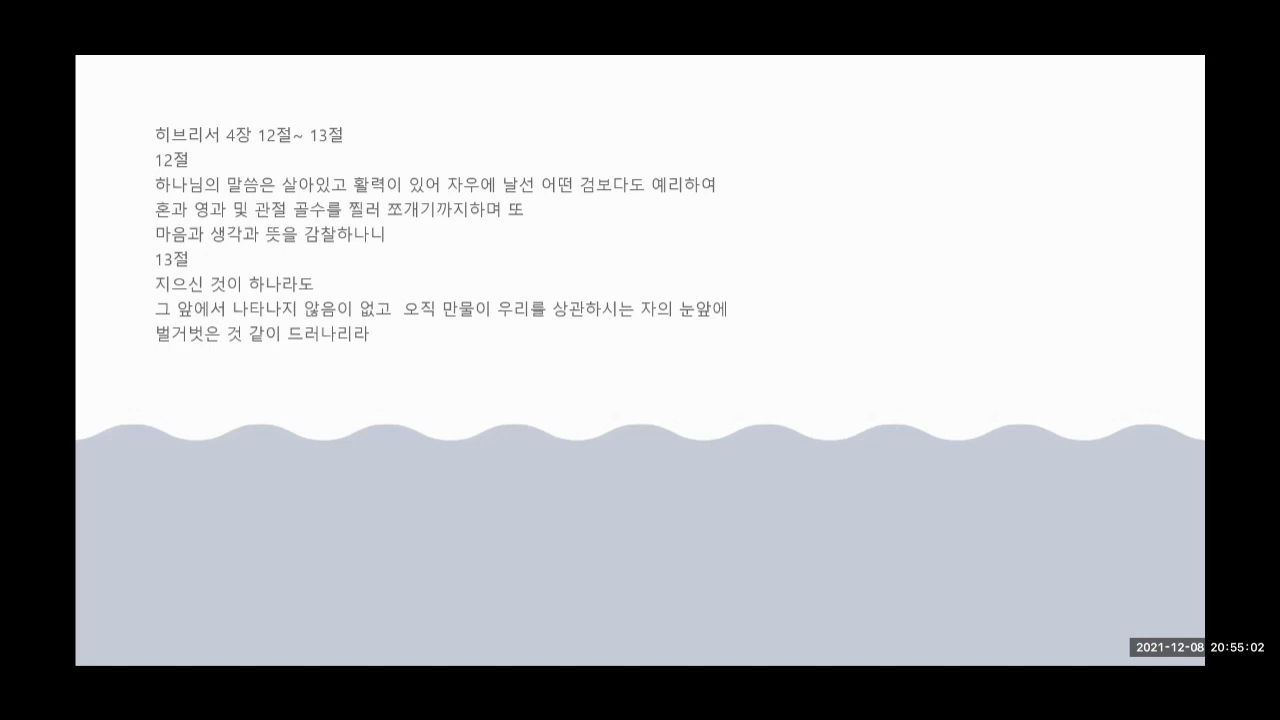 히브리서 4장 12절~ 13절
12절
하나님의 말씀은 살아있고 활력이 있어 자우에 날선 어떤 검보다도 예리하여
혼과 영과 및 관절 골수를 찔러 쪼개기까지하며 또
마음과 생각과 뜻을 감찰하나니
13절
지으신 것이 하나라도
그 앞에서 나타나지 않음이 없고  오직 만물이 우리를 상관하시는 자의 눈앞에
벌거벗은 것 같이 드러나리라
2021-12-08 20:55:02